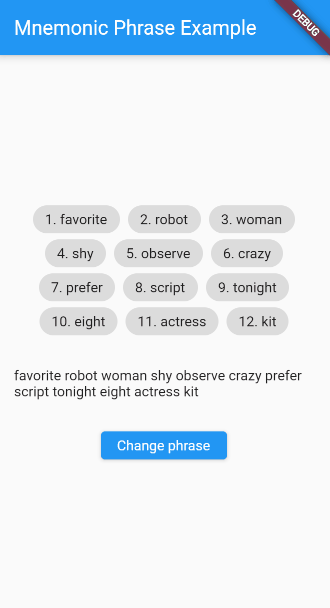 Mnemonic Phrase Example
DEBUG
1. favorite 2. robot 3. woman
4. shy 5. observe 6. crazy
7. prefer 8. script 9. tonight
10. eight 11. actress 12. kit
favorite robot woman shy observe crazy prefer
script tonight eight actress kit
Change phrase